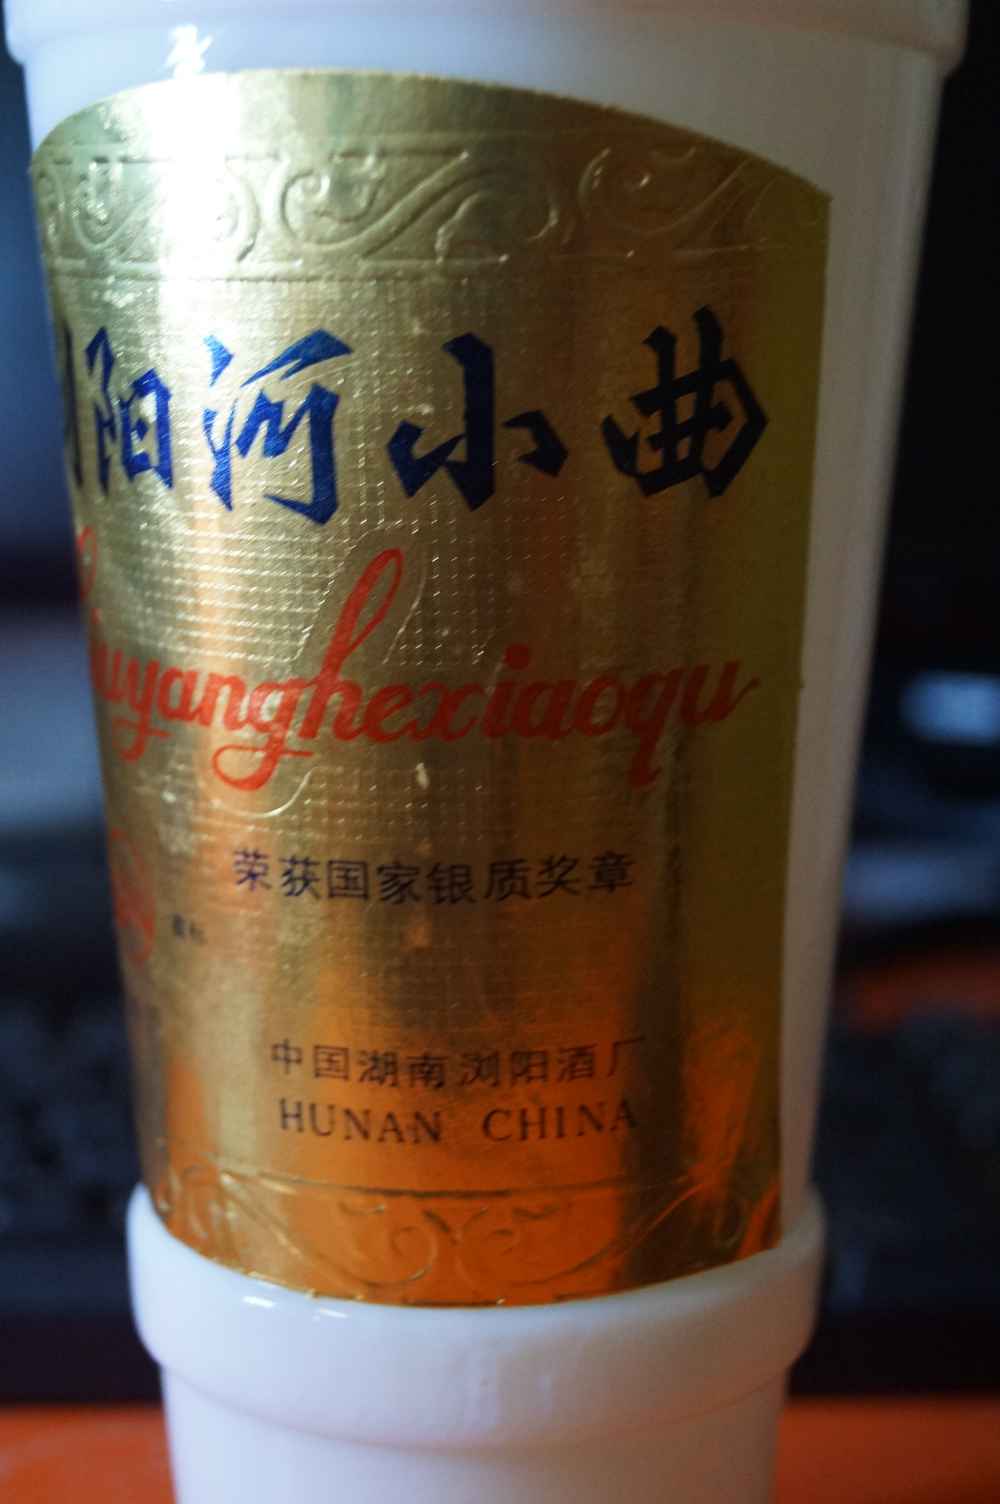 阳河小曲
uyanghexiaoqu
荣获国家银质奖章
中国湖南浏阳酒厂
HUNAN CHINA